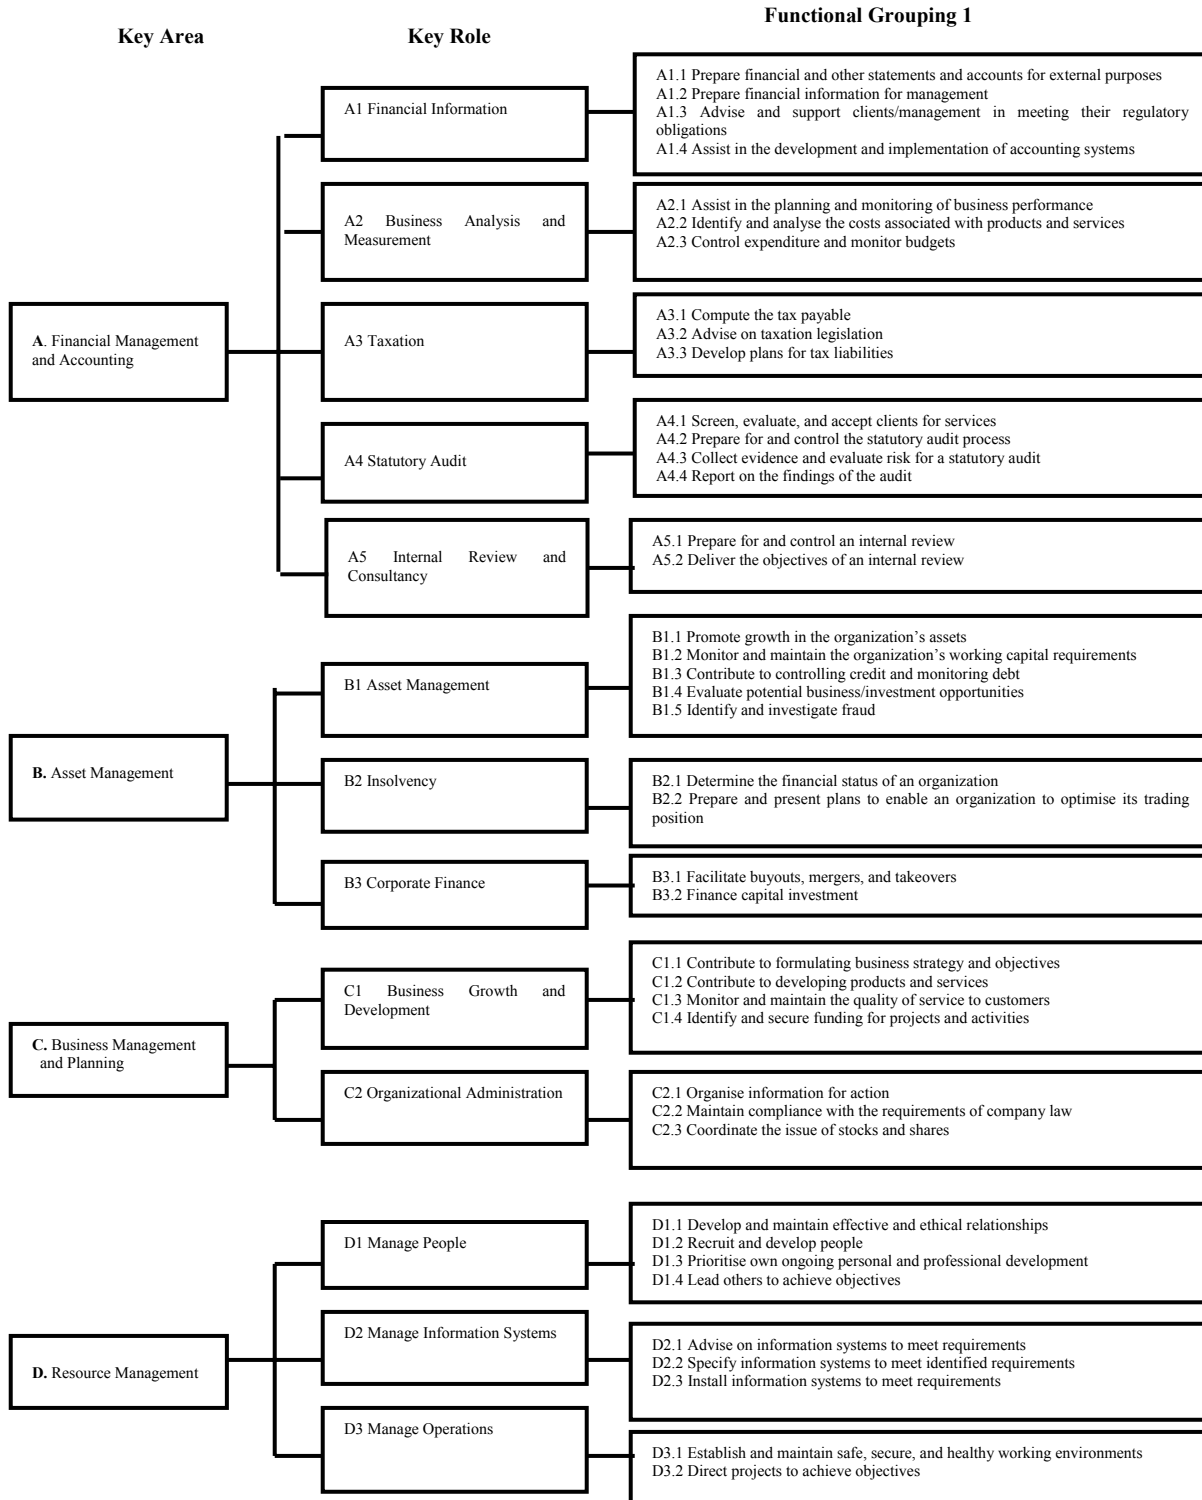 Functional Grouping 1
Key Area
Key Role
A. Financial Management
and Accounting
A1 Financial Information
A1.1 Prepare financial and other statements and accounts for external purposes
A1.2 Prepare financial information for management
A1.3 Advise and support clients/management in meeting their regulatory
obligations
A1.4 Assist in the development and implementation of accounting systems
A2 Business Analysis and
Measurement
A2.1 Assist in the planning and monitoring of business performance
A2.2 Identify and analyse the costs associated with products and services
A2.3 Control expenditure and monitor budgets
A3 Taxation
A3.1 Compute the tax payable
A3.2 Advise on taxation legislation
A3.3 Develop plans for tax liabilities
A4 Statutory Audit
A4.1 Screen, evaluate, and accept clients for services
A4.2 Prepare for and control the statutory audit process
A4.3 Collect evidence and evaluate risk for a statutory audit
A4.4 Report on the findings of the audit
A5 Internal Review and
Consultancy
A5.1 Prepare for and control an internal review
A5.2 Deliver the objectives of an internal review
B. Asset Management
B1 Asset Management
B1.1 Promote growth in the organization's assets
B1.2 Monitor and maintain the organization's working capital requirements
B1.3 Contribute to controlling credit and monitoring debt
B1.4 Evaluate potential business/investment opportunities
B1.5 Identify and investigate fraud
B2 Insolvency
B2.1 Determine the financial status of an organization
B2.2 Prepare and present plans to enable an organization to optimise its trading
position
B3 Corporate Finance
B3.1 Facilitate buyouts, mergers, and takeovers
B3.2 Finance capital investment
C. Business Management
and Planning
C1 Business Growth and
Development
C1.1 Contribute to formulating business strategy and objectives
C1.2 Contribute to developing products and services
C1.3 Monitor and maintain the quality of service to customers
C1.4 Identify and secure funding for projects and activities
C2 Organizational Administration
C2.1 Organise information for action
C2.2 Maintain compliance with the requirements of company law
C2.3 Coordinate the issue of stocks and shares
D. Resource Management
D1 Manage People
D1.1 Develop and maintain effective and ethical relationships
D1.2 Recruit and develop people
D1.3 Prioritise own ongoing personal and professional development
D1.4 Lead others to achieve objectives
D2 Manage Information Systems
D2.1 Advise on information systems to meet requirements
D2.2 Specify information systems to meet identified requirements
D2.3 Install information systems to meet requirements
D3 Manage Operations
D3.1 Establish and maintain safe, secure, and healthy working environments
D3.2 Direct projects to achieve objectives